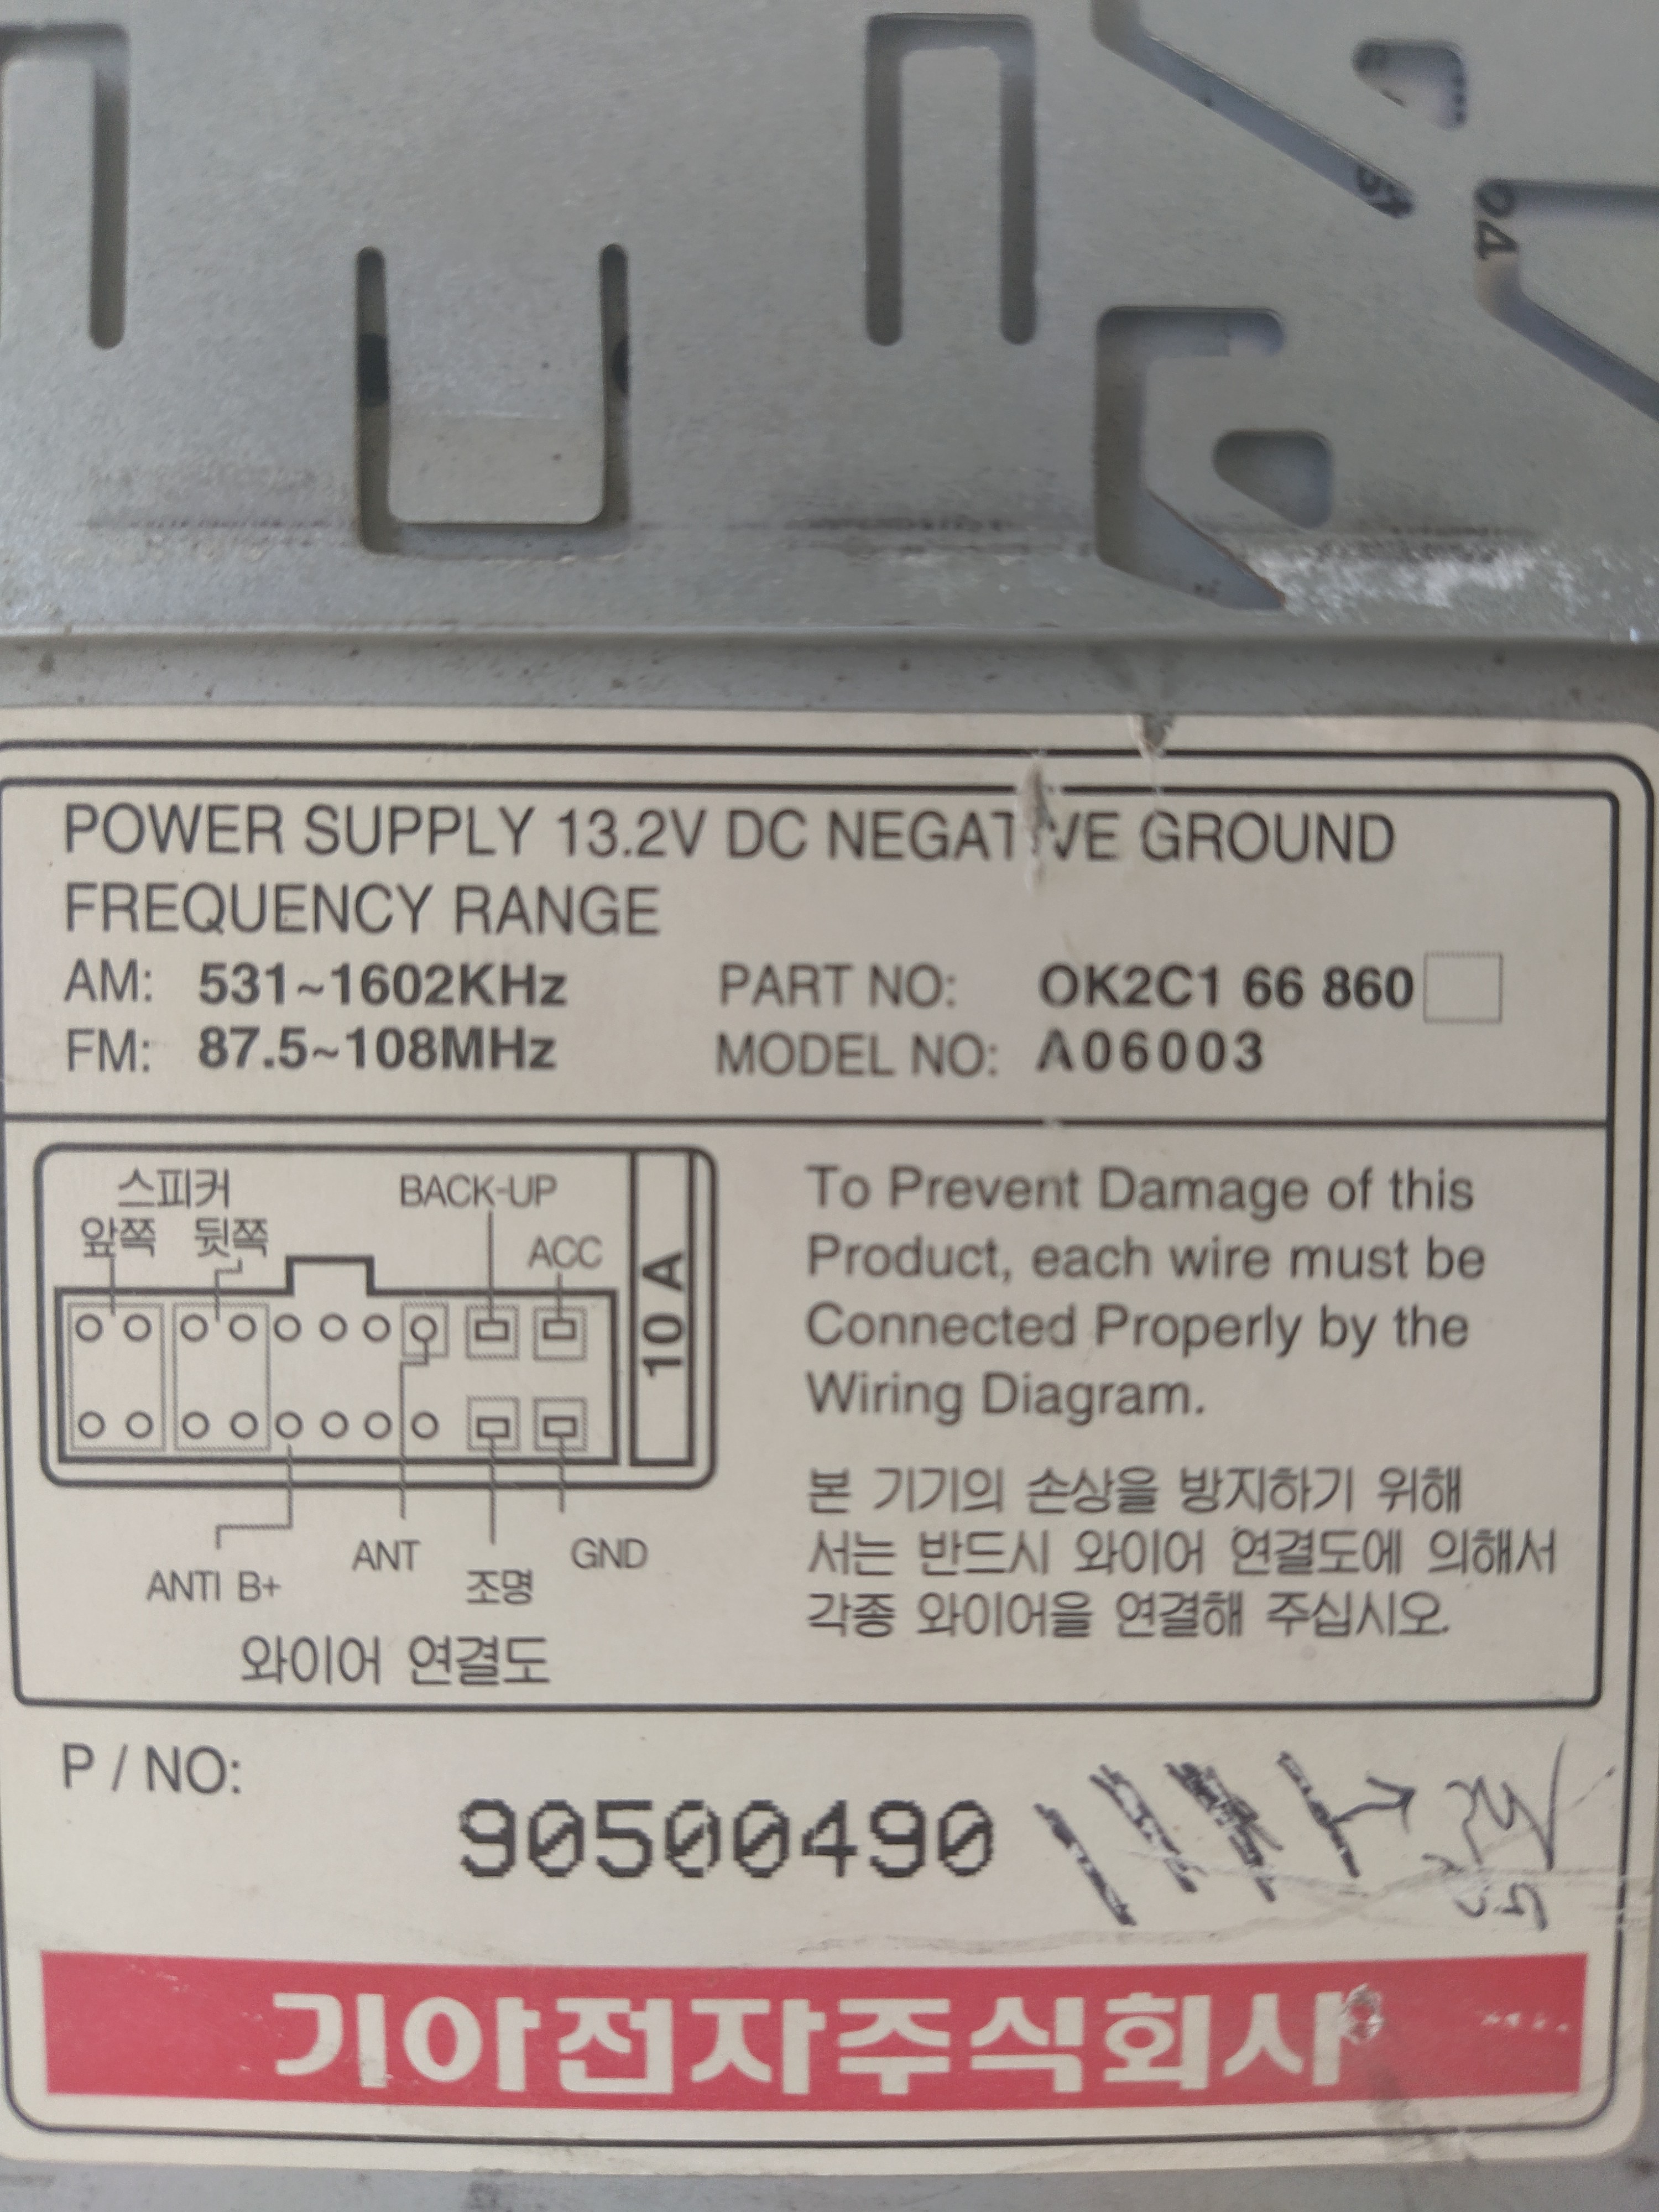 POWER SUPPLY 13.2V DC NEGATIVE GROUND
FREQUENCY RANGE
AM: 531~1602KHz PART NO: OK2C1 66 860
FM: 87.5~108MHz MODEL NO: A06003
스피커 BACK-UP
앞쪽 뒷쪽 ACC
10 A
ANTI B+ ANT 조명 GND
와이어 연결도
To Prevent Damage of this
Product, each wire must be
Connected Properly by the
Wiring Diagram.
본 기기의 손상을 방지하기 위해
서는 반드시 와이어 연결도에 의해서
각종 와이어을 연결해 주십시오.
P / NO:
90500490
기아전자주식회사